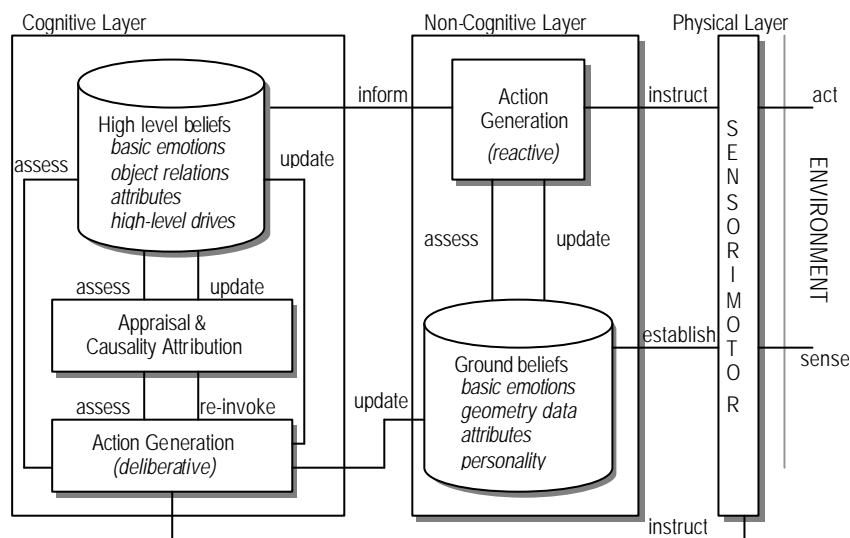 Cognitive Layer
Non-Cognitive Layer
Physical Layer
High level beliefs
basic emotions
object relations
attributes
high-level drives
assess
update
assess
update
Appraisal &
Causality Attribution
assess
re-invoke
Action Generation
(deliberative)
inform
update
Action
Generation
(reactive)
assess
update
Ground beliefs
basic emotions
geometry data
attributes
personality
instruct
establish
instruct
SENSORIMOTOR
act
sense
ENVIRONMENT